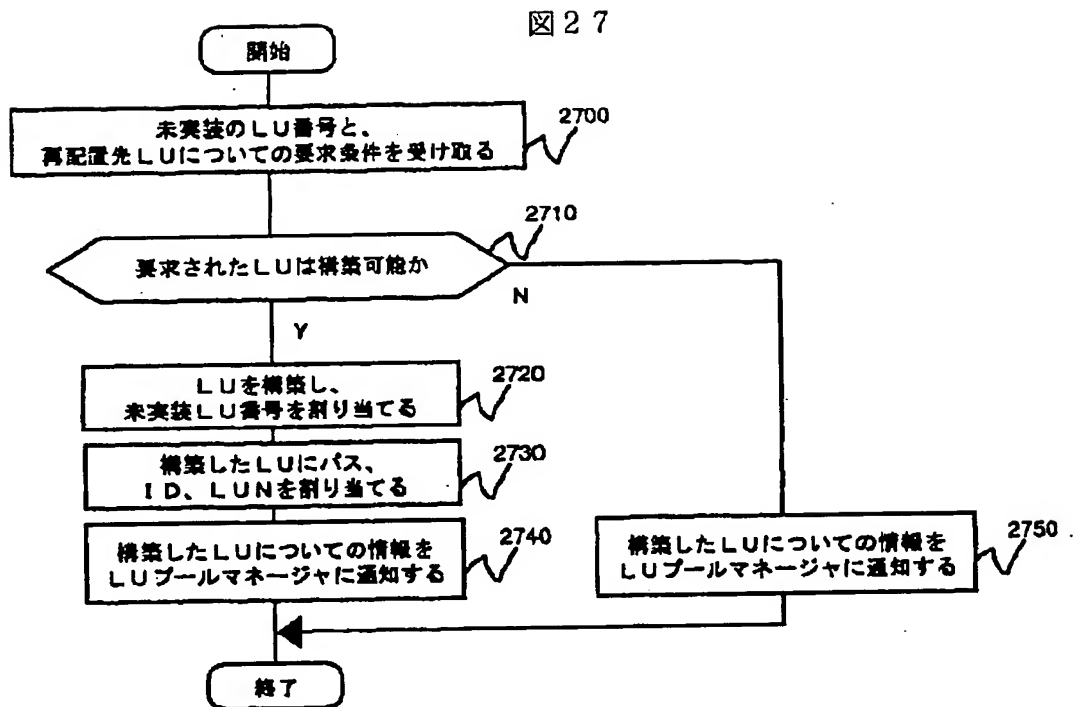 図27
開始
未実装のLU番号と、
再配置先LUについての要求条件を受け取る
2700
2710
要求されたLUは構築可能か
N
Y
LUを構築し、
未実装LU番号を割り当てる
2720
構築したLUにパス、
ID、LUNを割り当てる
2730
構築したLUについての情報を
LUプールマネージャに通知する
2740
構築したLUについての情報を
LUプールマネージャに通知する
2750
終了